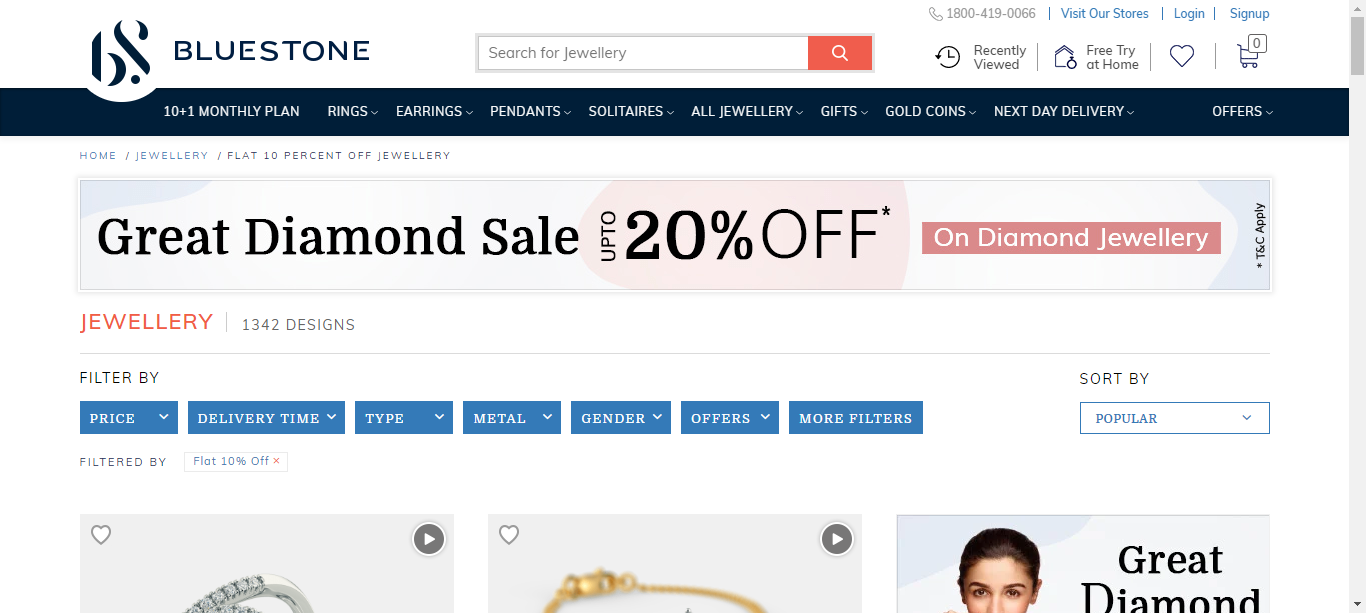 1800-419-0066 | Visit Our Stores | Login | Signup
BLUESTONE
Search for Jewellery
Recently Viewed
Free Try at Home
0
10+1 MONTHLY PLAN RINGS EARRINGS PENDANTS SOLITAIRES ALL JEWELLERY GIFTS GOLD COINS NEXT DAY DELIVERY OFFERS
HOME / JEWELLERY / FLAT 10 PERCENT OFF JEWELLERY
Great Diamond Sale UPTO 20% OFF* On Diamond Jewellery * T&C Apply
JEWELLERY | 1342 DESIGNS
FILTER BY
SORT BY
PRICE DELIVERY TIME TYPE METAL GENDER OFFERS MORE FILTERS
POPULAR
FILTERED BY Flat 10% Off ×
Great
Diamond